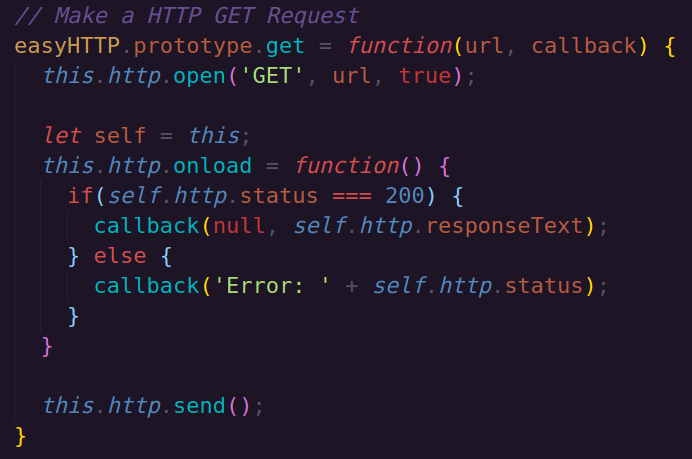 // Make a HTTP GET Request
easyHTTP.prototype.get = function(url, callback) {
  this.http.open('GET', url, true);

  let self = this;
  this.http.onload = function() {
    if(self.http.status === 200) {
      callback(null, self.http.responseText);
    } else {
      callback('Error: ' + self.http.status);
    }
  }

  this.http.send();
}